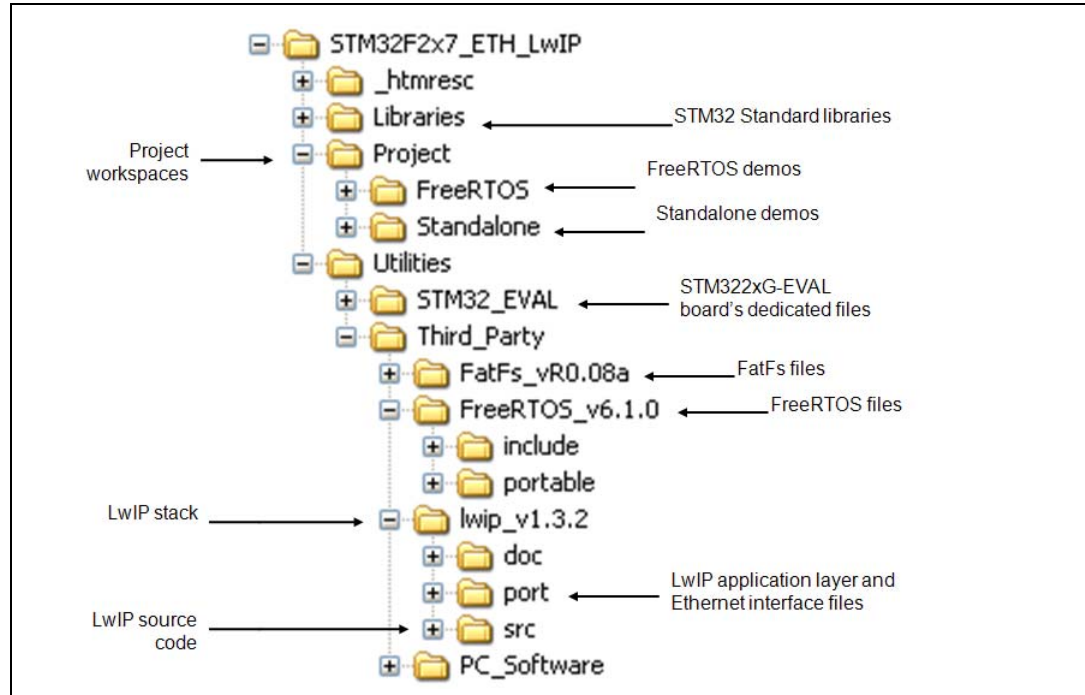 STM32F2x7_ETH_LwIP
_htmresc
Libraries
STM32 Standard libraries
Project
workspaces
Project
FreeRTOS
FreeRTOS demos
Standalone
Standalone demos
Utilities
STM32_EVAL
STM322xG-EVAL
board's dedicated files
Third_Party
FatFs_vR0.08a
FatFs files
FreeRTOS_v6.1.0
FreeRTOS files
include
portable
LwIP stack
lwip_v1.3.2
doc
port
LwIP application layer and
Ethernet interface files
LwIP source
code
src
PC_Software